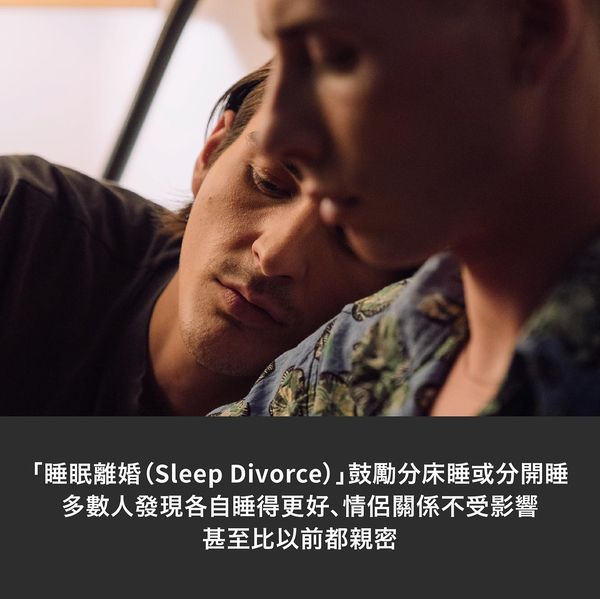 「睡眠離婚（Sleep Divorce）」鼓勵分床睡或分開睡
多數人發現各自睡得更好、情侶關係不受影響
甚至比以前都親密